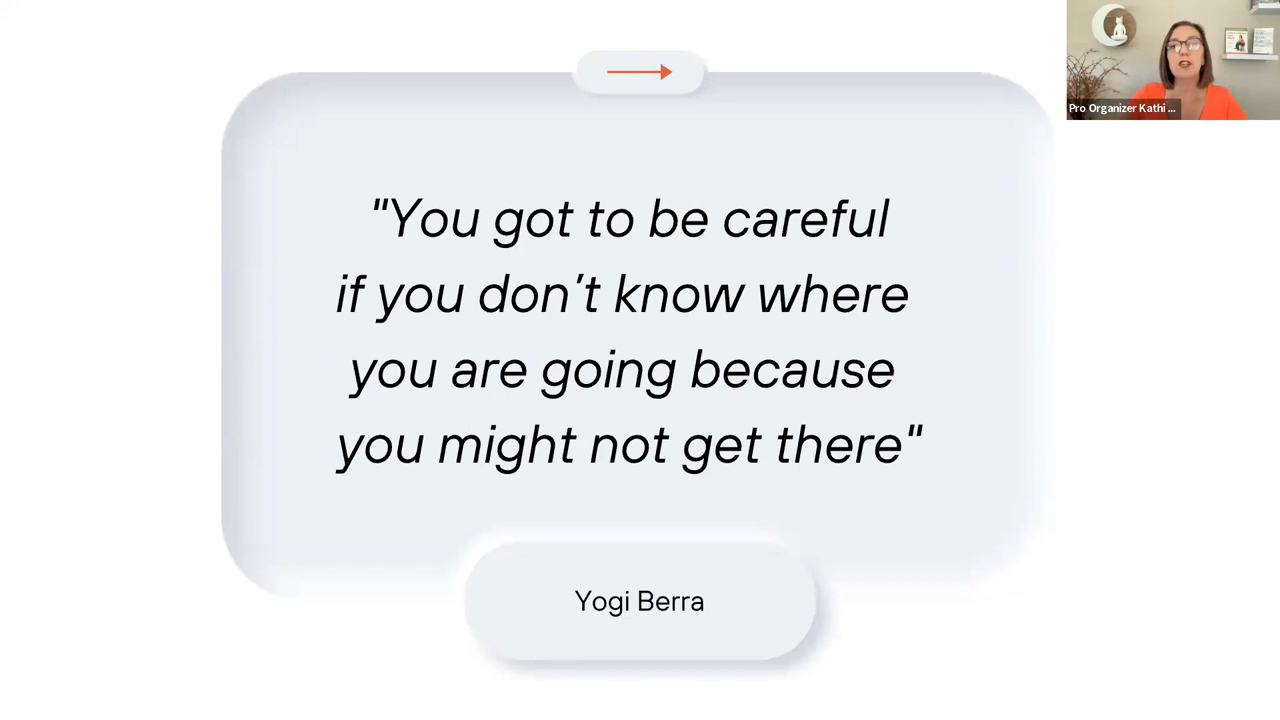 "You got to be careful
if you don't know where
you are going because
you might not get there"
Yogi Berra
Pro Organizer Kathi ...